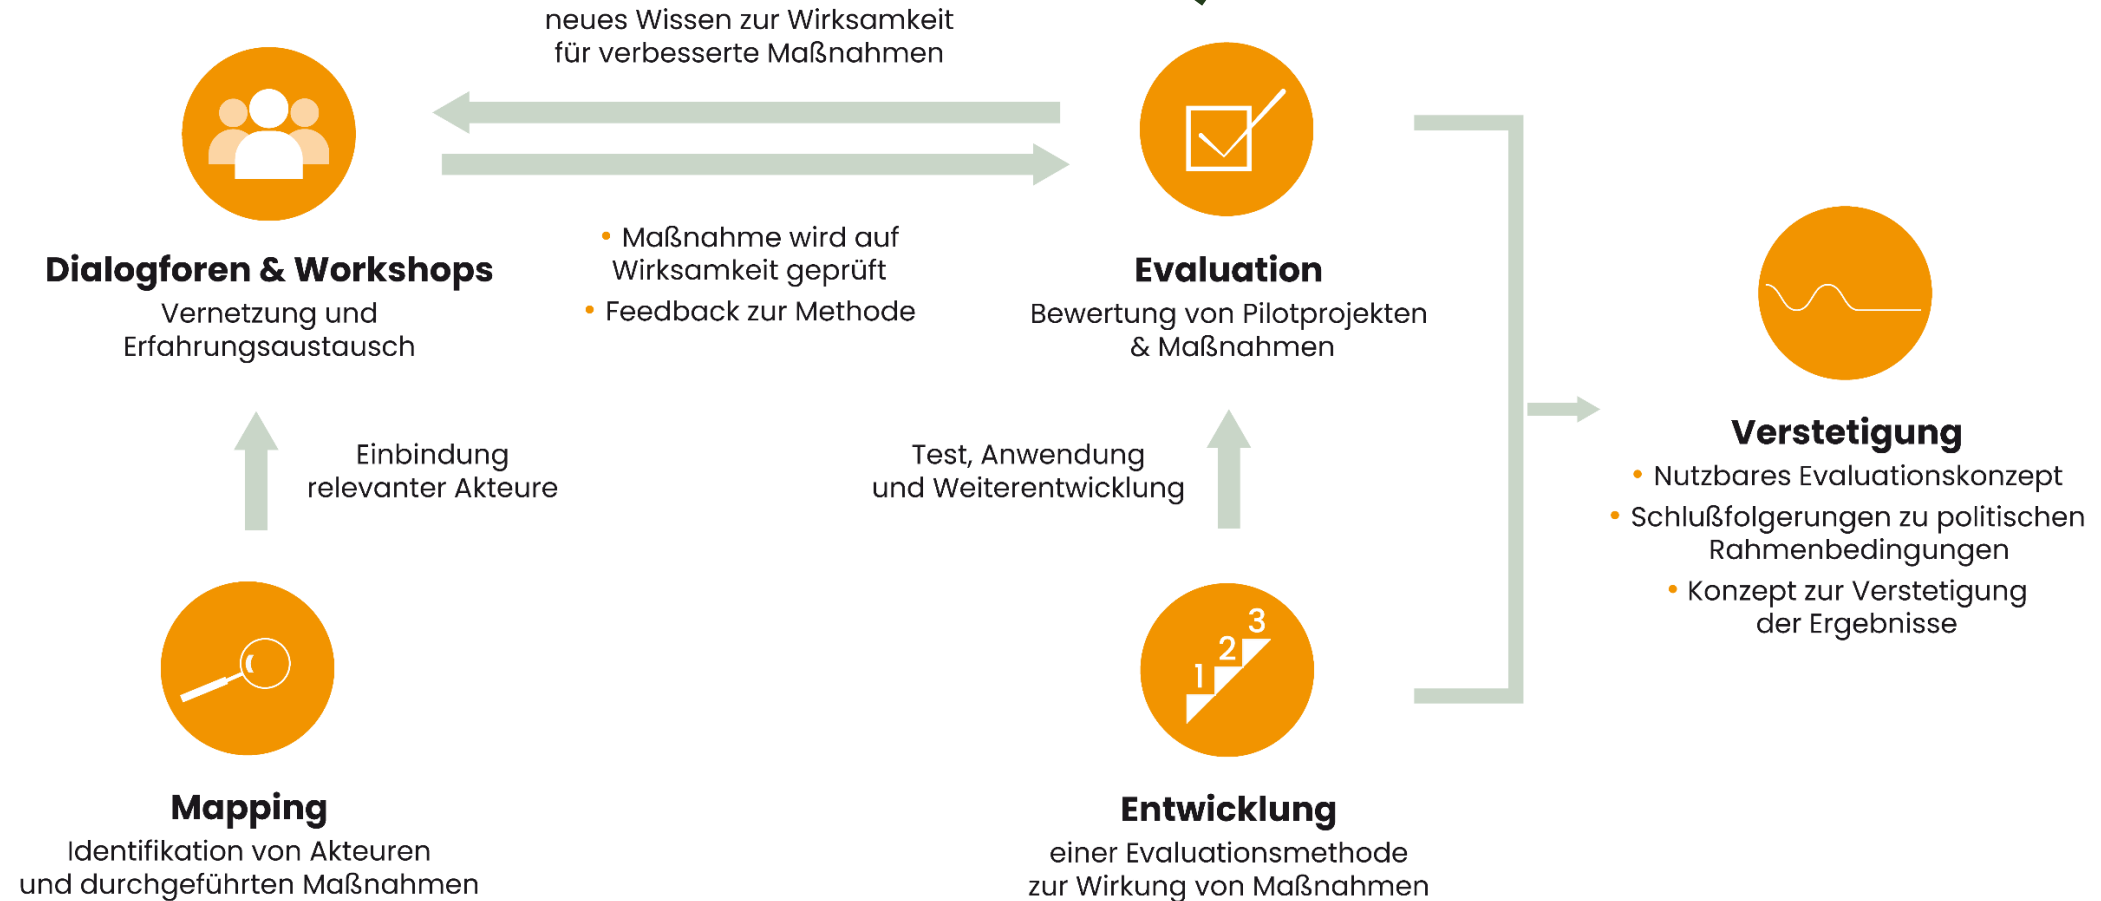 neues Wissen zur Wirksamkeit
für verbesserte Maßnahmen
Dialogforen & Workshops
Vernetzung und
Erfahrungsaustausch
• Maßnahme wird auf
Wirksamkeit geprüft
• Feedback zur Methode
Evaluation
Bewertung von Pilotprojekten
& Maßnahmen
Einbindung
relevanter Akteure
Test, Anwendung
und Weiterentwicklung
Verstetigung
• Nutzbares Evaluationskonzept
• Schlußfolgerungen zu politischen
Rahmenbedingungen
• Konzept zur Verstetigung
der Ergebnisse
Mapping
Identifikation von Akteuren
und durchgeführten Maßnahmen
3
2
1
Entwicklung
einer Evaluationsmethode
zur Wirkung von Maßnahmen